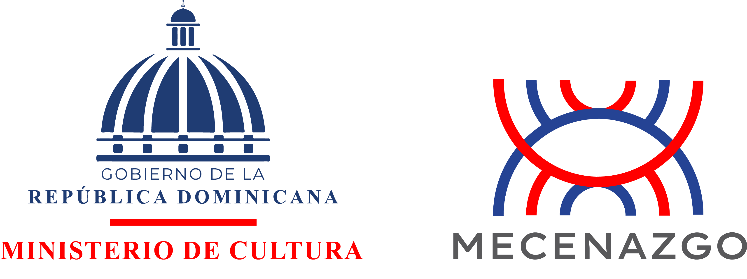 GOBIERNO DE LA
REPÚBLICA DOMINICANA
MINISTERIO DE CULTURA
MECENAZGO